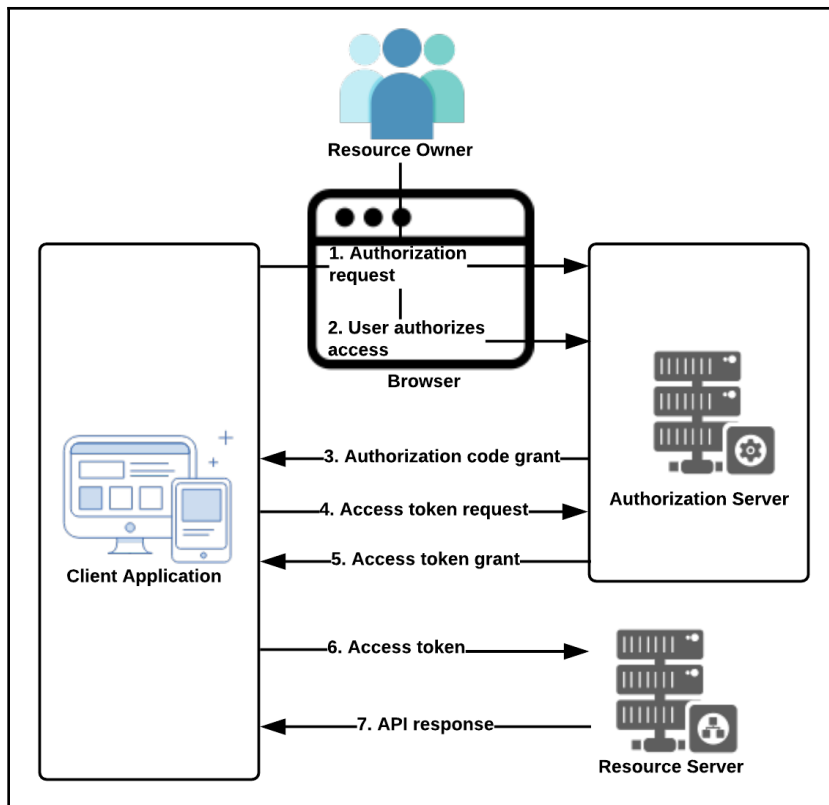 Resource Owner
1. Authorization
request
2. User authorizes
access
Browser
3. Authorization code grant
Authorization Server
4. Access token request
5. Access token grant
Client Application
6. Access token
7. API response
Resource Server